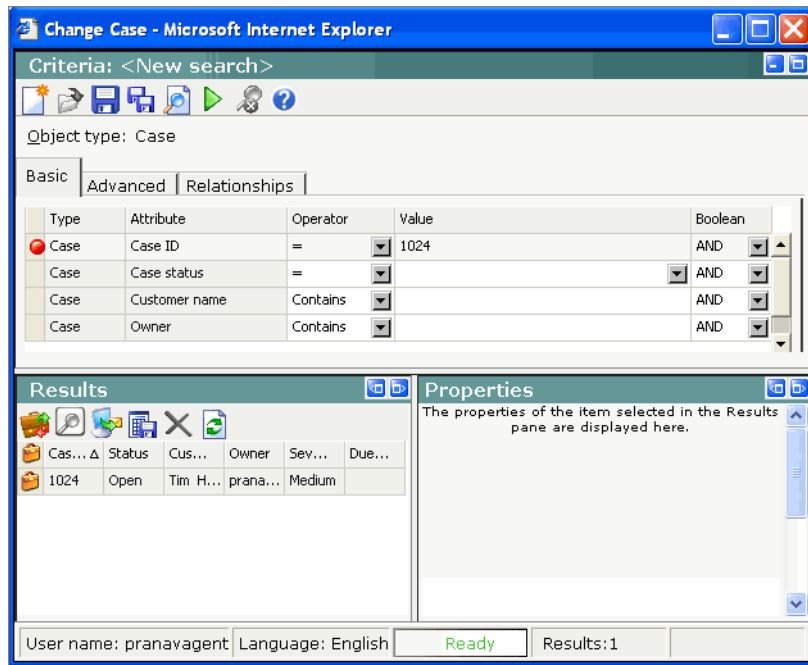 Change Case - Microsoft Internet Explorer
Criteria: <New search>
Object type: Case
Basic Advanced Relationships
Type Attribute Operator Value Boolean
Case Case ID = 1024 AND
Case Case status = AND
Case Customer name Contains AND
Case Owner Contains AND
Results
Cas... Status Cus... Owner Sev... Due...
1024 Open Tim H... prana... Medium
Properties
The properties of the item selected in the Results
pane are displayed here.
User name: pranavagent Language: English Ready Results:1